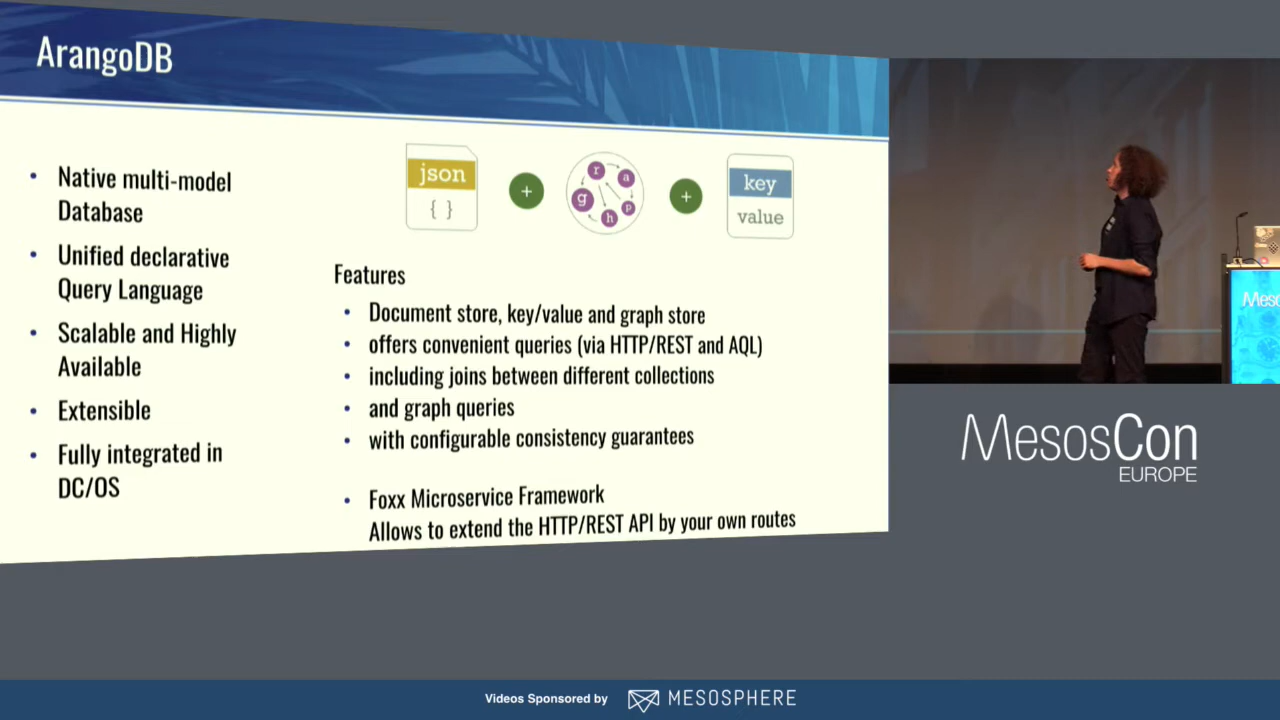 ArangoDB
Native multi-model
Database
Unified declarative
Query Language
Scalable and Highly
Available
Extensible
Fully integrated in
DC/OS
json
{ }
+
g r a p h
+
key
value
Features
Document store, key/value and graph store
offers convenient queries (via HTTP/REST and AQL)
including joins between different collections
and graph queries
with configurable consistency guarantees
Foxx Microservice Framework
Allows to extend the HTTP/REST API by your own routes
MesosCon
EUROPE
Videos Sponsored by
MESOSPHERE